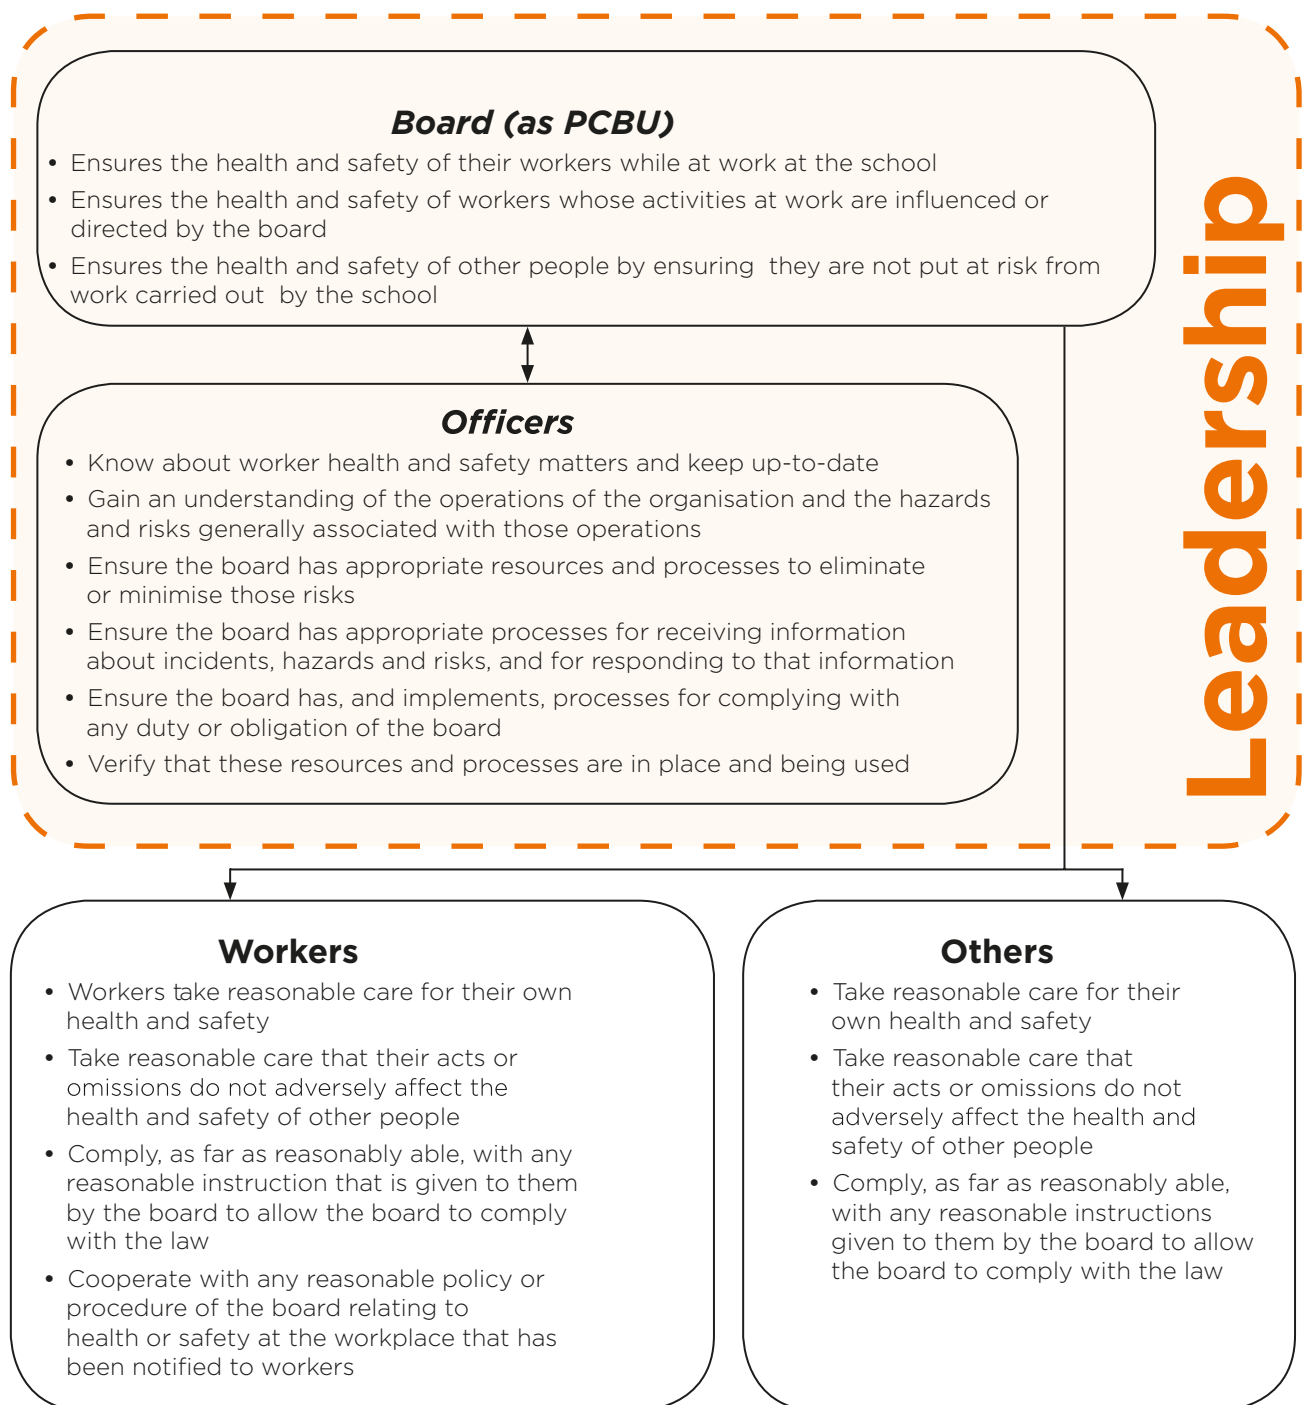 Board (as PCBU)
• Ensures the health and safety of their workers while at work at the school
• Ensures the health and safety of workers whose activities at work are influenced or
directed by the board
• Ensures the health and safety of other people by ensuring  they are not put at risk from
work carried out  by the school
Leadership
Officers
• Know about worker health and safety matters and keep up-to-date
• Gain an understanding of the operations of the organisation and the hazards
and risks generally associated with those operations
• Ensure the board has appropriate resources and processes to eliminate
or minimise those risks
• Ensure the board has appropriate processes for receiving information
about incidents, hazards and risks, and for responding to that information
• Ensure the board has, and implements, processes for complying with
any duty or obligation of the board
• Verify that these resources and processes are in place and being used
Workers
• Workers take reasonable care for their own
health and safety
• Take reasonable care that their acts or
omissions do not adversely affect the
health and safety of other people
• Comply, as far as reasonably able, with any
reasonable instruction that is given to them
by the board to allow the board to comply
with the law
• Cooperate with any reasonable policy or
procedure of the board relating to
health or safety at the workplace that has
been notified to workers
Others
• Take reasonable care for their
own health and safety
• Take reasonable care that
their acts or omissions do not
adversely affect the health and
safety of other people
• Comply, as far as reasonably able,
with any reasonable instructions
given to them by the board to allow
the board to comply with the law